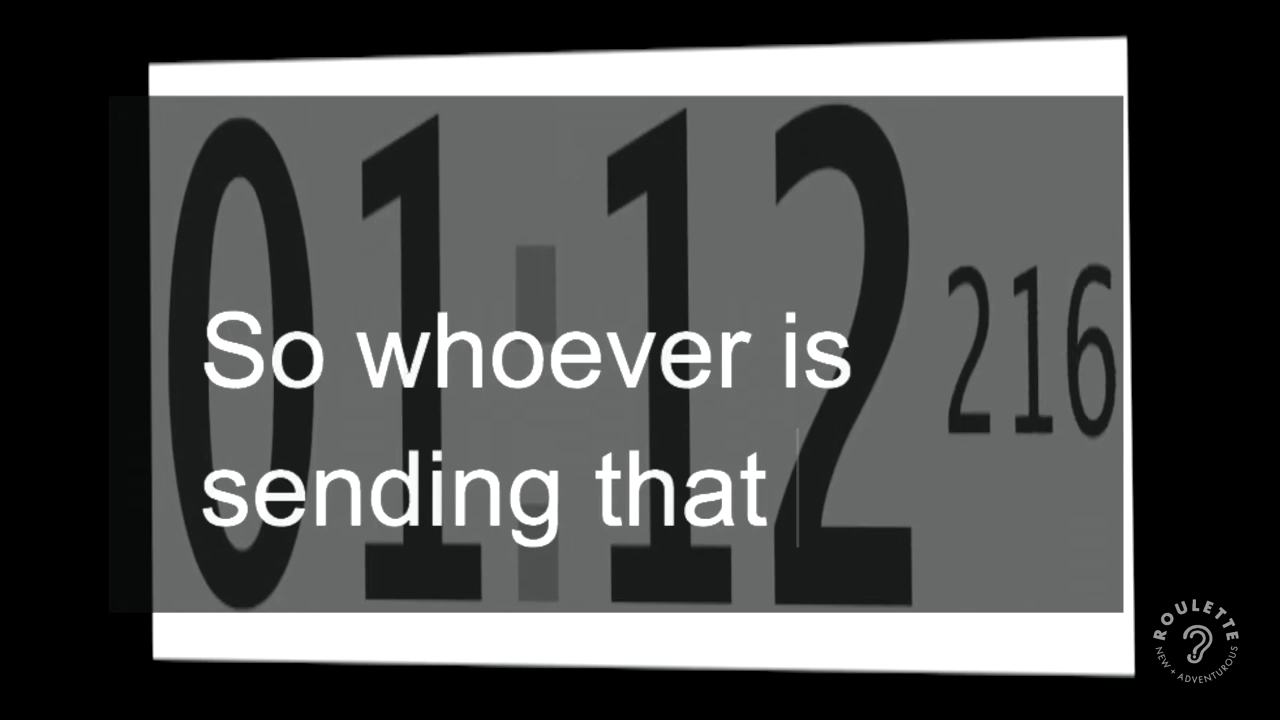 01:12 216
So whoever is
sending that
ROULETTE
NEW + ADVENTUROUS